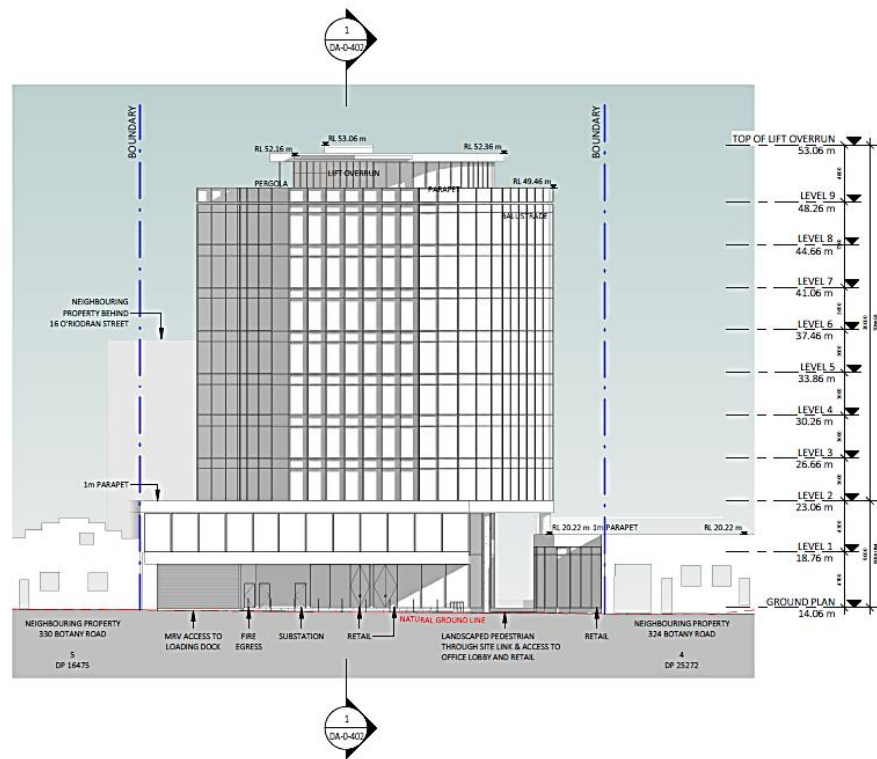 1
DA-0-402
BOUNDARY
BOUNDARY
RL 53.06 m
RL 52.16 m
RL 52.36 m
LIFT OVERRUN
PERGOLA
PARAPET
RL 49.46 m
BALUSTRADE
TOP OF LIFT OVERRUN
53.06 m
LEVEL 9
48.26 m
LEVEL 8
44.66 m
LEVEL 7
41.06 m
LEVEL 6
37.46 m
LEVEL 5
33.86 m
LEVEL 4
30.26 m
LEVEL 3
26.66 m
LEVEL 2
23.06 m
LEVEL 1
18.76 m
GROUND PLAN
14.06 m
NEIGHBOURING
PROPERTY BEHIND
16 O'RIODRAN STREET
1m PARAPET
RL 20.22 m 1m PARAPET
RL 20.22 m
NATURAL GROUND LINE
NEIGHBOURING PROPERTY
330 BOTANY ROAD
5
DP 16475
MRV ACCESS TO
LOADING DOCK
FIRE
EGRESS
SUBSTATION
RETAIL
LANDSCAPED PEDESTRIAN
THROUGH SITE LINK & ACCESS TO
OFFICE LOBBY AND RETAIL
RETAIL
NEIGHBOURING PROPERTY
324 BOTANY ROAD
4
DP 25272
1
DA-0-402